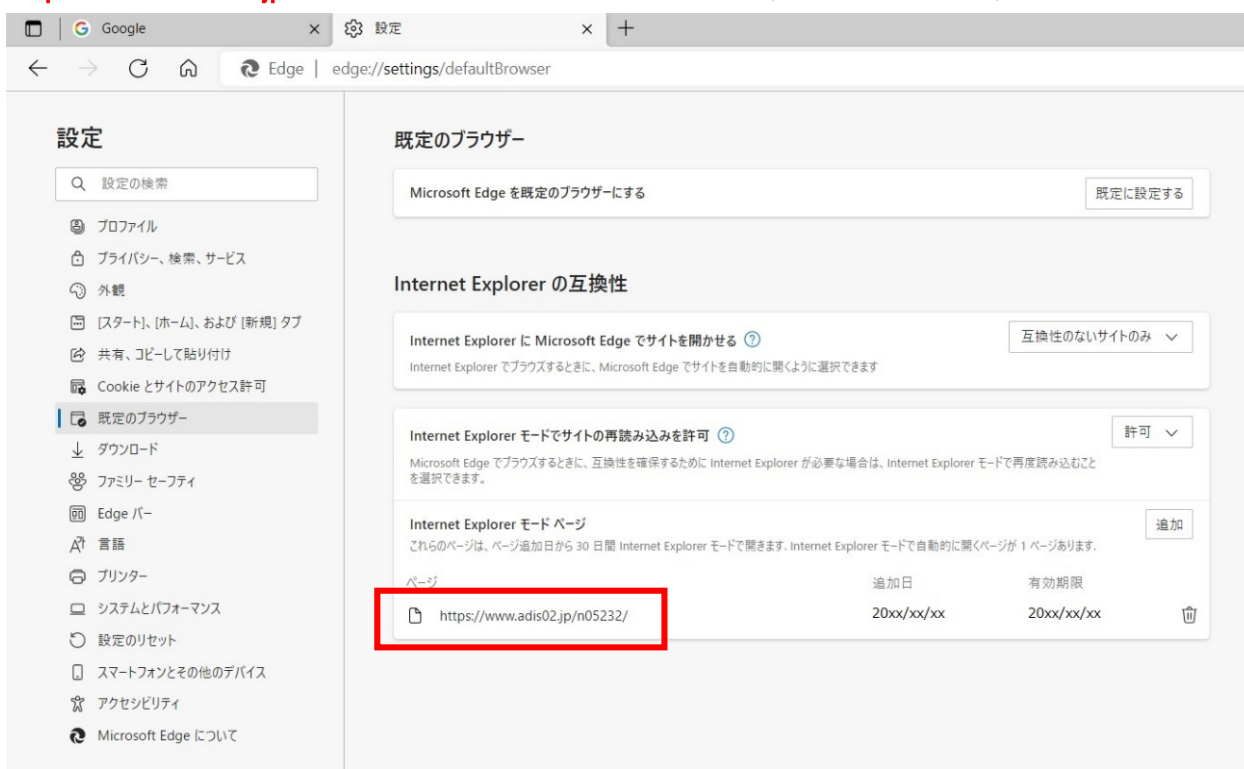 Google
設定
Edge
edge://settings/defaultBrowser
設定
設定の検索
プロファイル
プライバシー、検索、サービス
外観
[スタート]、[ホーム]、および [新規] タブ
共有、コピーして貼り付け
Cookie とサイトのアクセス許可
既定のブラウザー
ダウンロード
ファミリー セーフティ
Edge バー
言語
プリンター
システムとパフォーマンス
設定のリセット
スマートフォンとその他のデバイス
アクセシビリティ
Microsoft Edge について
既定のブラウザー
Microsoft Edge を既定のブラウザーにする
既定に設定する
Internet Explorer の互換性
Internet Explorer に Microsoft Edge でサイトを開かせる
互換性のないサイトのみ
Internet Explorer でブラウズするときに、Microsoft Edge でサイトを自動的に開くように選択できます
Internet Explorer モードでサイトの再読み込みを許可
許可
Microsoft Edge でブラウズするときに、互換性を確保するために Internet Explorer が必要な場合は、Internet Explorer モードで再度読み込むこと
を選択できます。
Internet Explorer モード ページ
追加
これらのページは、ページ追加日から 30 日間 Internet Explorer モードで開きます. Internet Explorer モードで自動的に開くページが 1 ページあります.
ページ 追加日 有効期限
https://www.adis02.jp/n05232/ 20xx/xx/xx 20xx/xx/xx